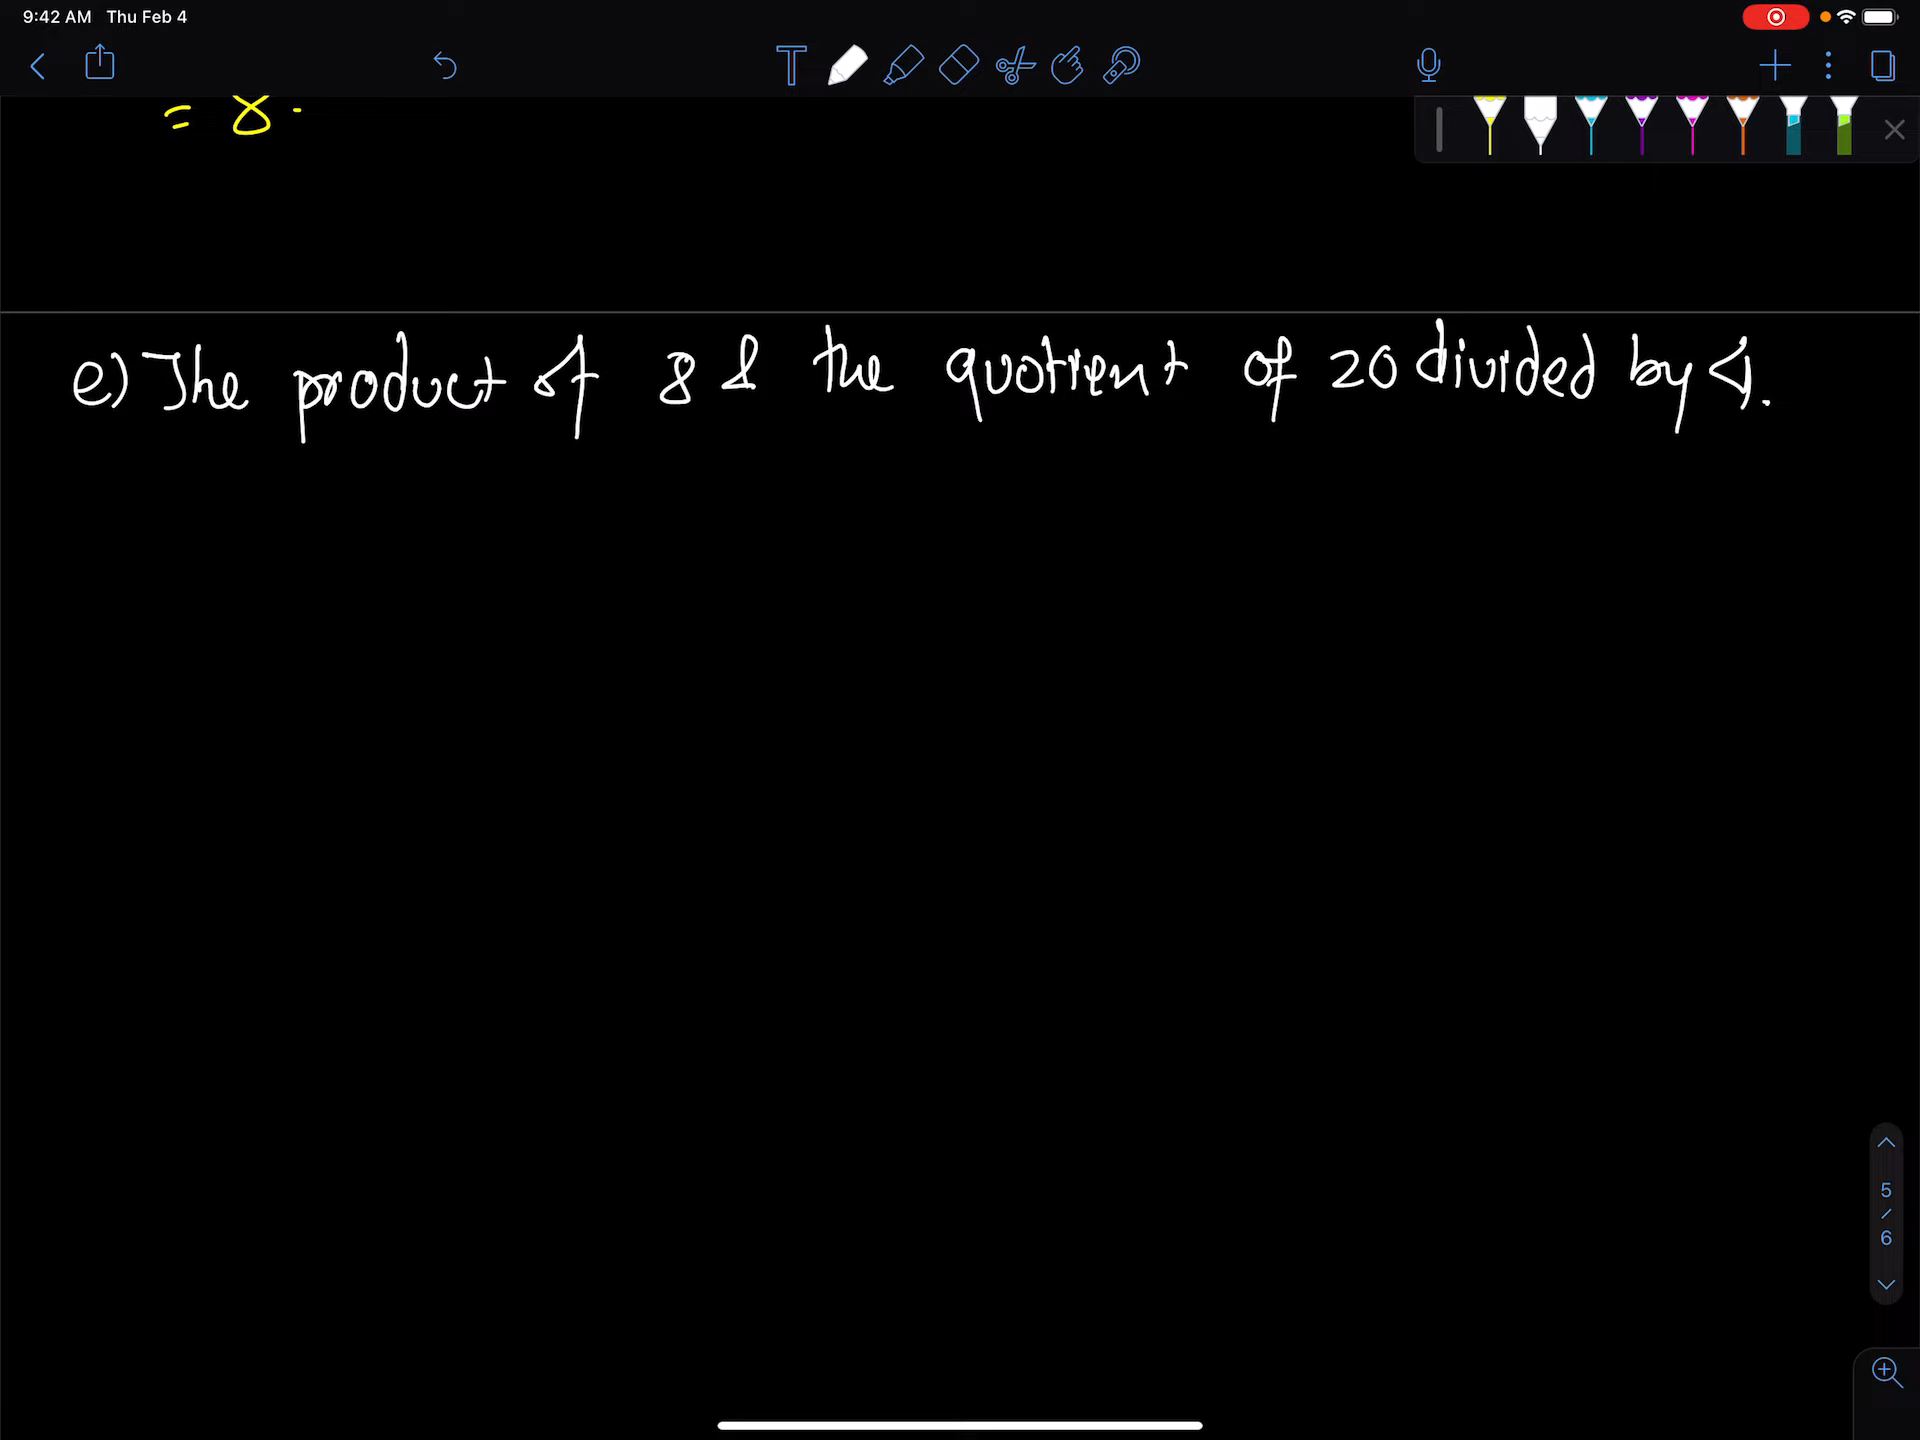 9:42 AM Thu Feb 4
= 8.
e) The product of 8 & the quotient of 20 divided by 4.
5
/
6